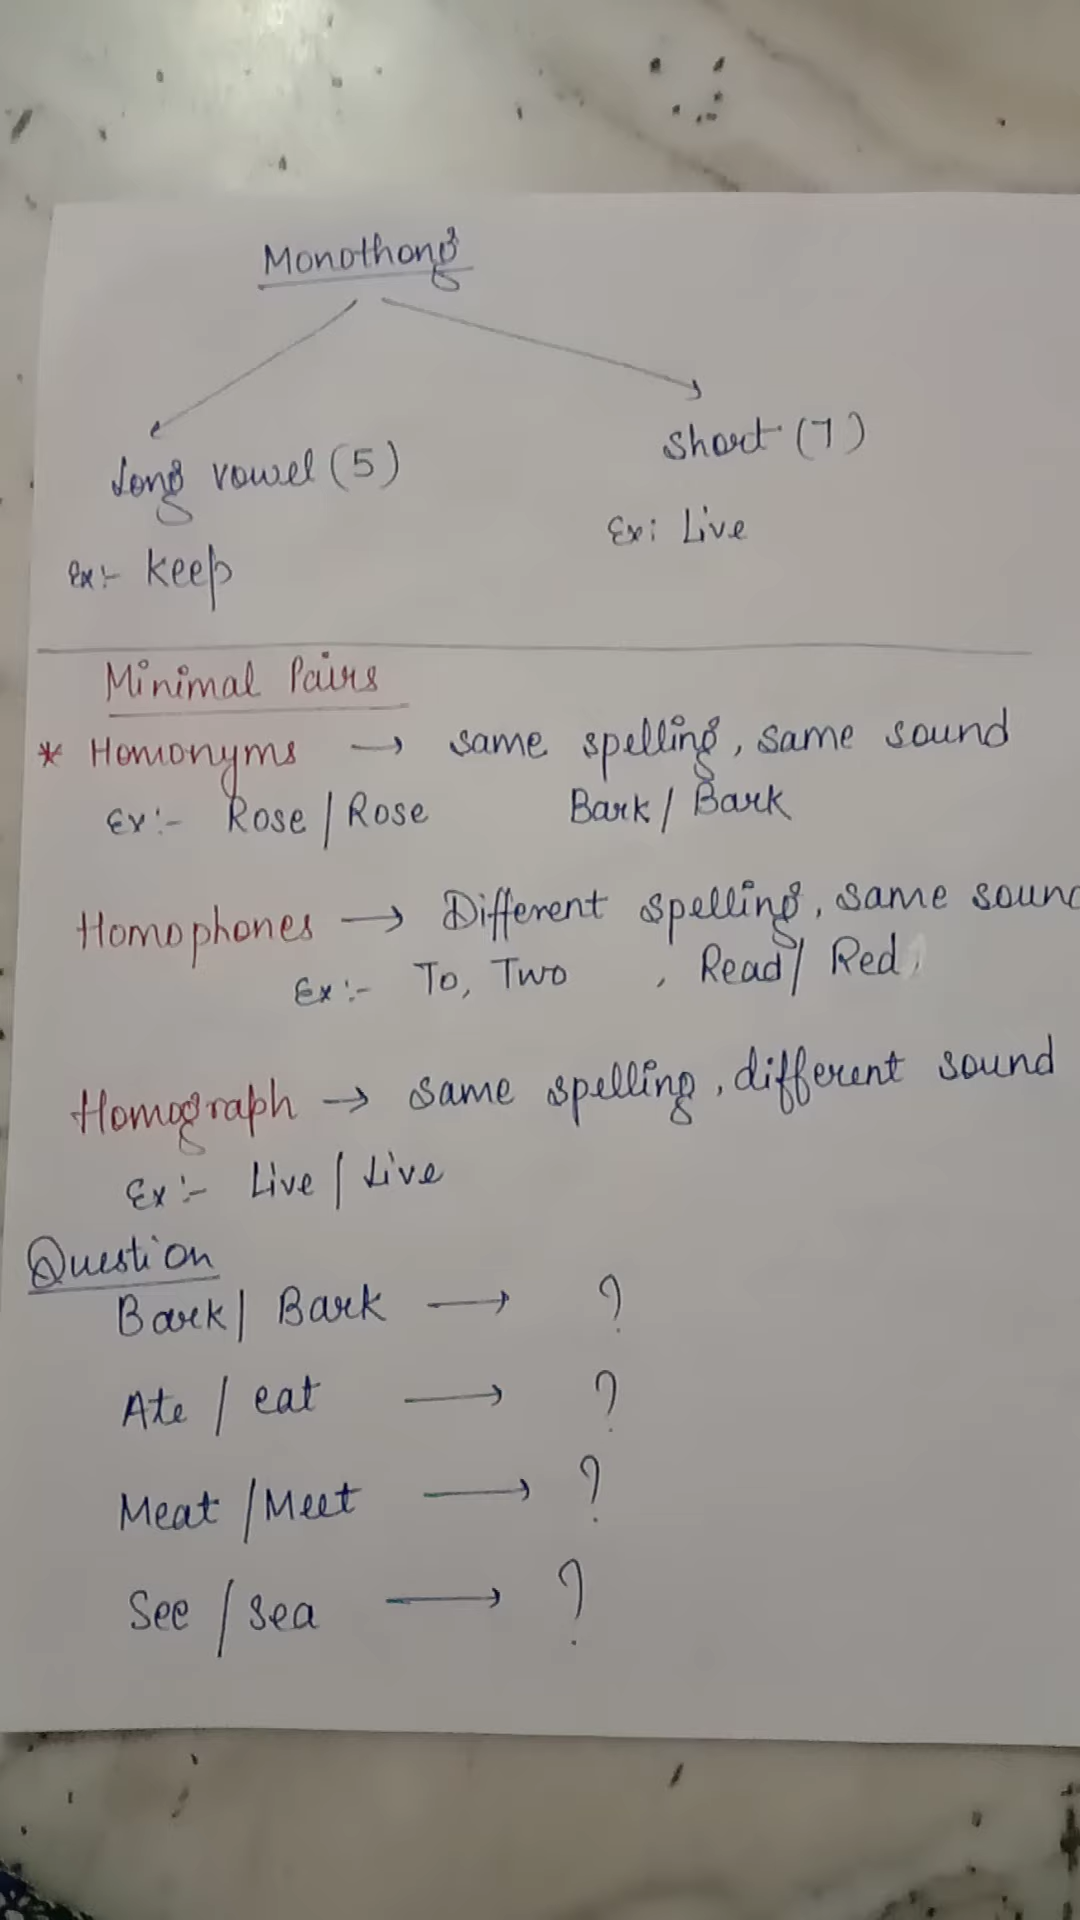 Monothong
Long vowel (5)
Short (7)
Ex:- Keep
Ex: Live
Minimal Pairs
* Homonyms → same spelling, same sound
Ex:- Rose / Rose Bark / Bark
Homophones → Different spelling, same soun
Ex:- To, Two , Read / Red,
Homograph → same spelling, different sound
Ex:- Live / Live
Question
Bark / Bark → ?
Ate / eat → ?
Meat / Meet → ?
See / sea → ?